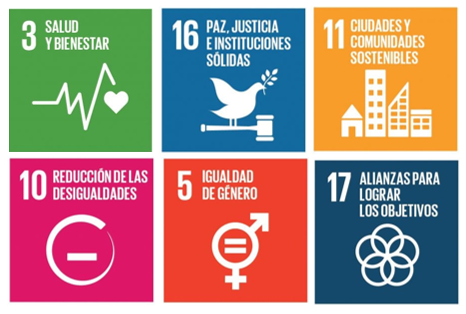 3 SALUD
Y BIENESTAR
16 PAZ, JUSTICIA
E INSTITUCIONES
SÓLIDAS
11 CIUDADES Y
COMUNIDADES
SOSTENIBLES
10 REDUCCIÓN DE LAS
DESIGUALDADES
5 IGUALDAD
DE GÉNERO
17 ALIANZAS PARA
LOGRAR
LOS OBJETIVOS